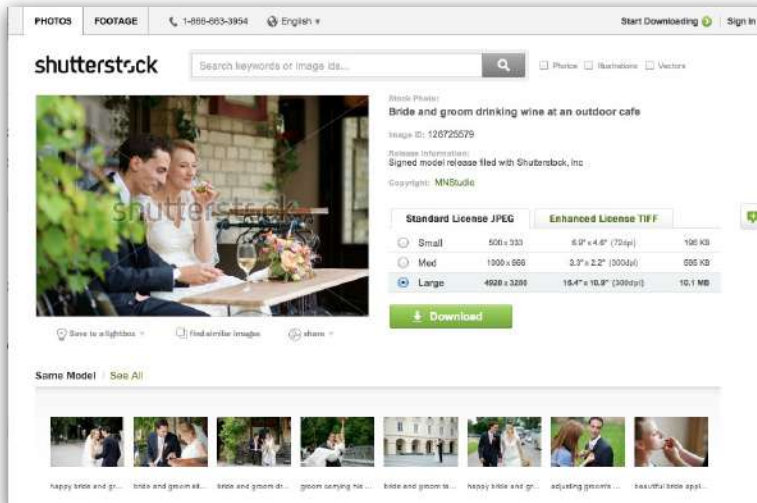 PHOTOS FOOTAGE 1-866-663-3954 English Start Downloading Sign In
shutterstock Search keywords or image ids... Photos Illustrations Vectors
Stock Photo:
Bride and groom drinking wine at an outdoor cafe
Image ID: 126725579
Release Information:
Signed model release filed with Shutterstock, Inc
Copyright: MNStudio
shutterstock
Standard License JPEG Enhanced License TIFF
Small 500 x 333 6.9" x 4.6" (72dpi) 196 KB
Med 1000 x 666 3.3" x 2.2" (300dpi) 595 KB
Large 4928 x 3280 16.4" x 10.9" (300dpi) 10.1 MB
Download
Save to a lightbox find similar images share
Same Model / See All
happy bride and gr... bride and groom eti... bride and groom dr... groom carrying his ... bride and groom ta... happy bride and gr... adjusting groom's ... beautiful bride appl...